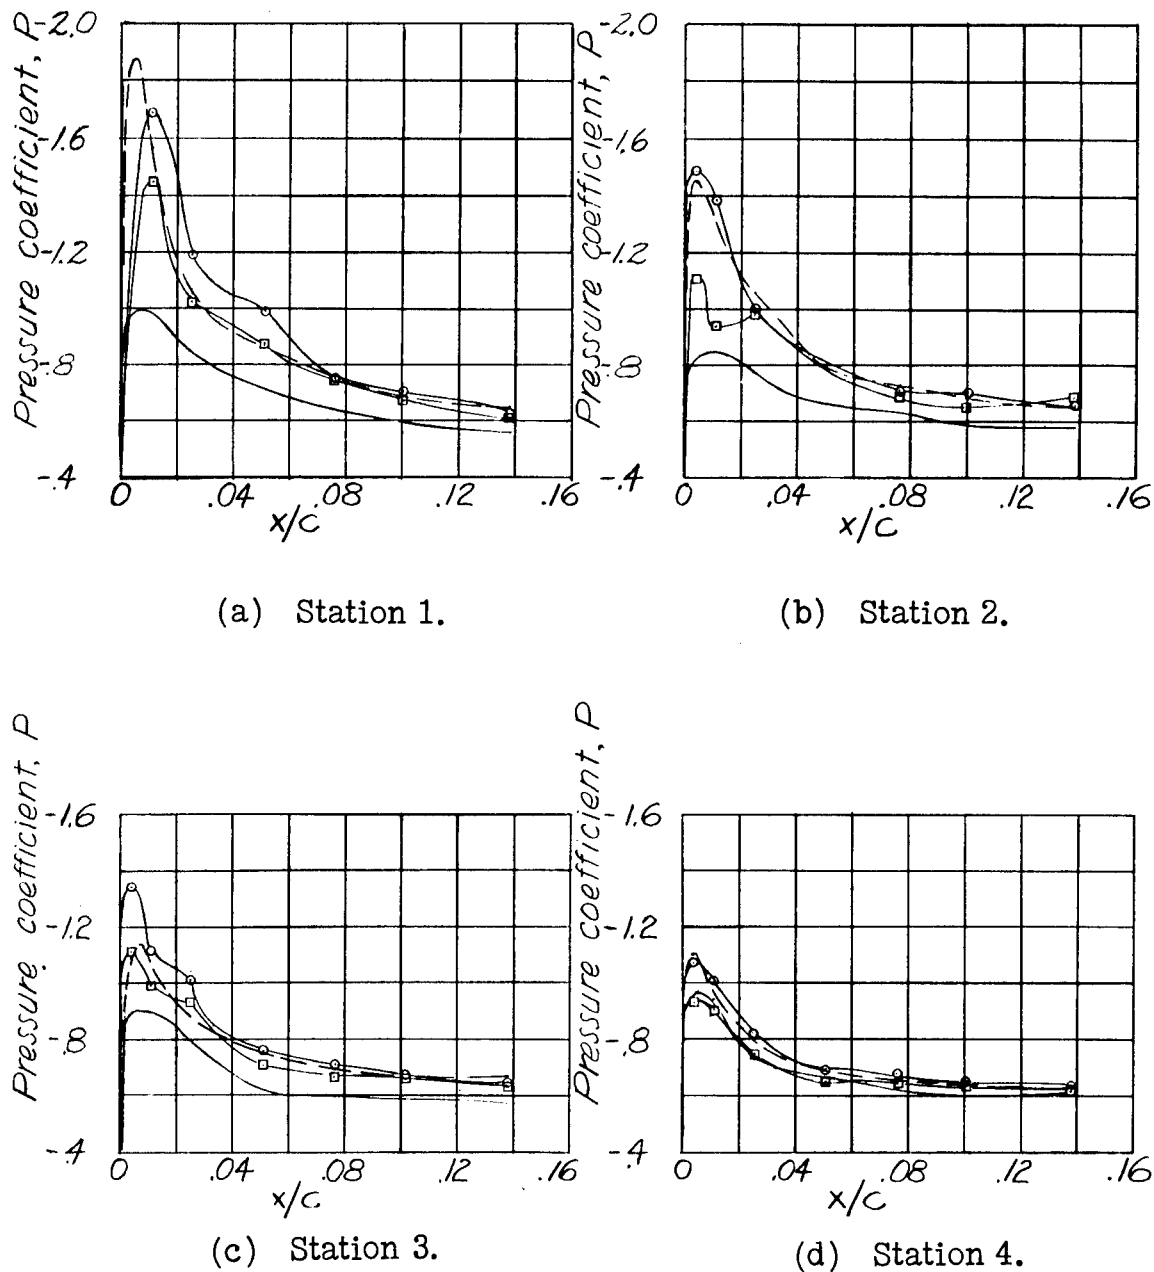 Pressure coefficient, P
-2.0
-1.6
-1.2
-.8
-.4
0 .04 .08 .12 .16
x/c
(a) Station 1.
Pressure coefficient, P
-2.0
-1.6
-1.2
-.8
-.4
0 .04 .08 .12 .16
x/c
(b) Station 2.
Pressure coefficient, P
-1.6
-1.2
-.8
-.4
0 .04 .08 .12 .16
x/c
(c) Station 3.
Pressure coefficient, P
-1.6
-1.2
-.8
-.4
0 .04 .08 .12 .16
x/c
(d) Station 4.